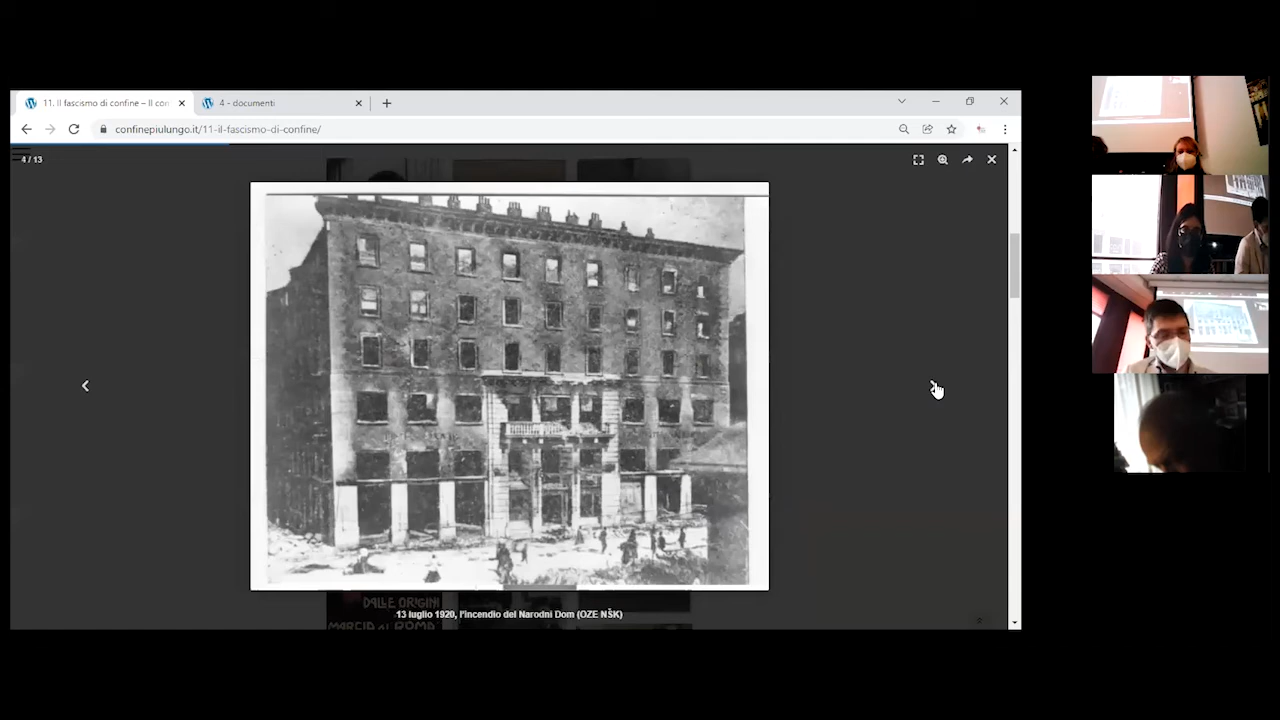 11. Il fascismo di confine – Il con
4 - documenti
confinepiulungo.it/11-il-fascismo-di-confine/
4 / 13
DALLE ORIGINI
MARCIA AL ROMA
13 luglio 1920, l'incendio del Narodni Dom (OZE NŠK)